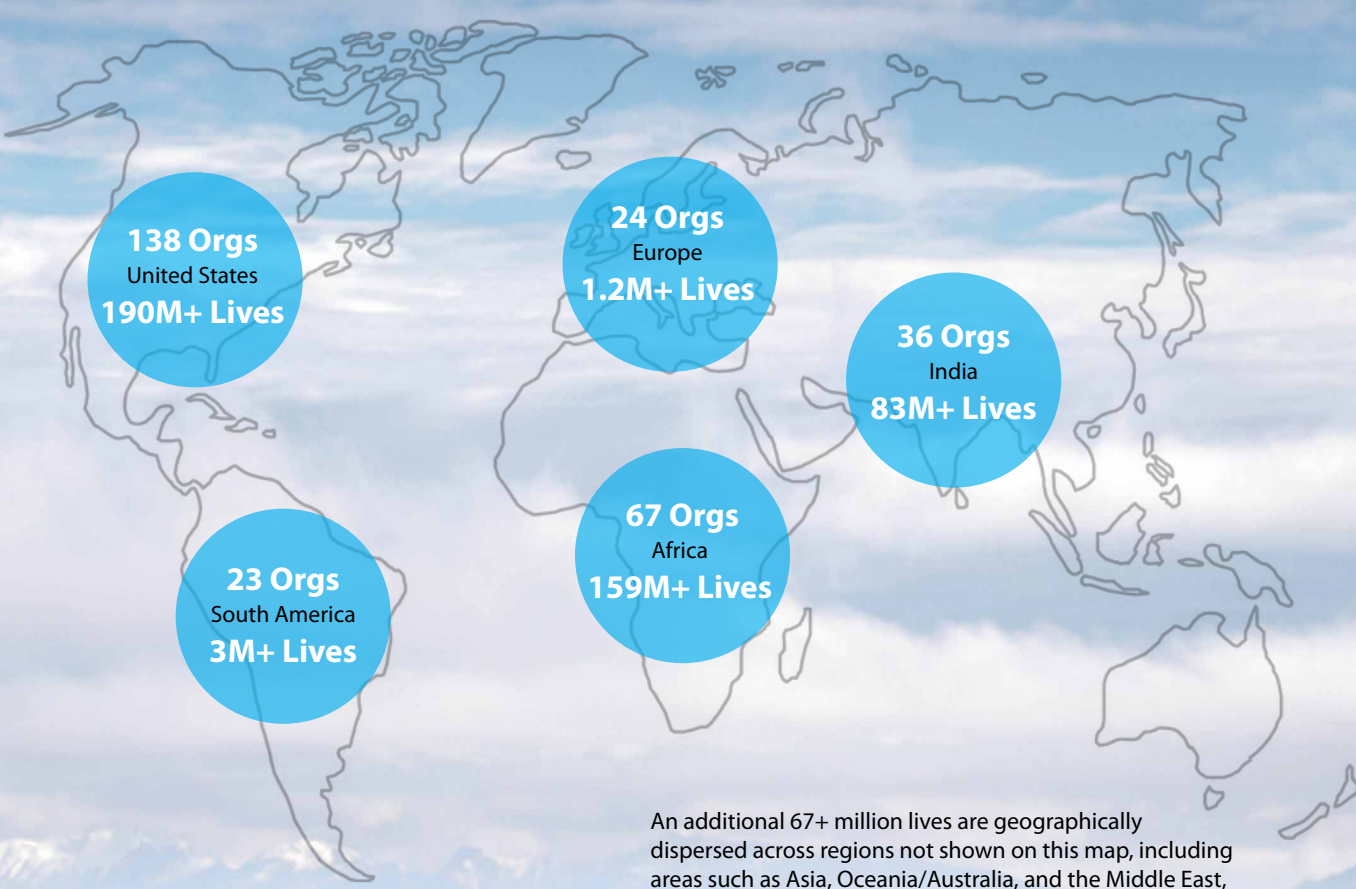 138 Orgs
United States
190M+ Lives
24 Orgs
Europe
1.2M+ Lives
36 Orgs
India
83M+ Lives
67 Orgs
Africa
159M+ Lives
23 Orgs
South America
3M+ Lives
An additional 67+ million lives are geographically
dispersed across regions not shown on this map, including
areas such as Asia, Oceania/Australia, and the Middle East,